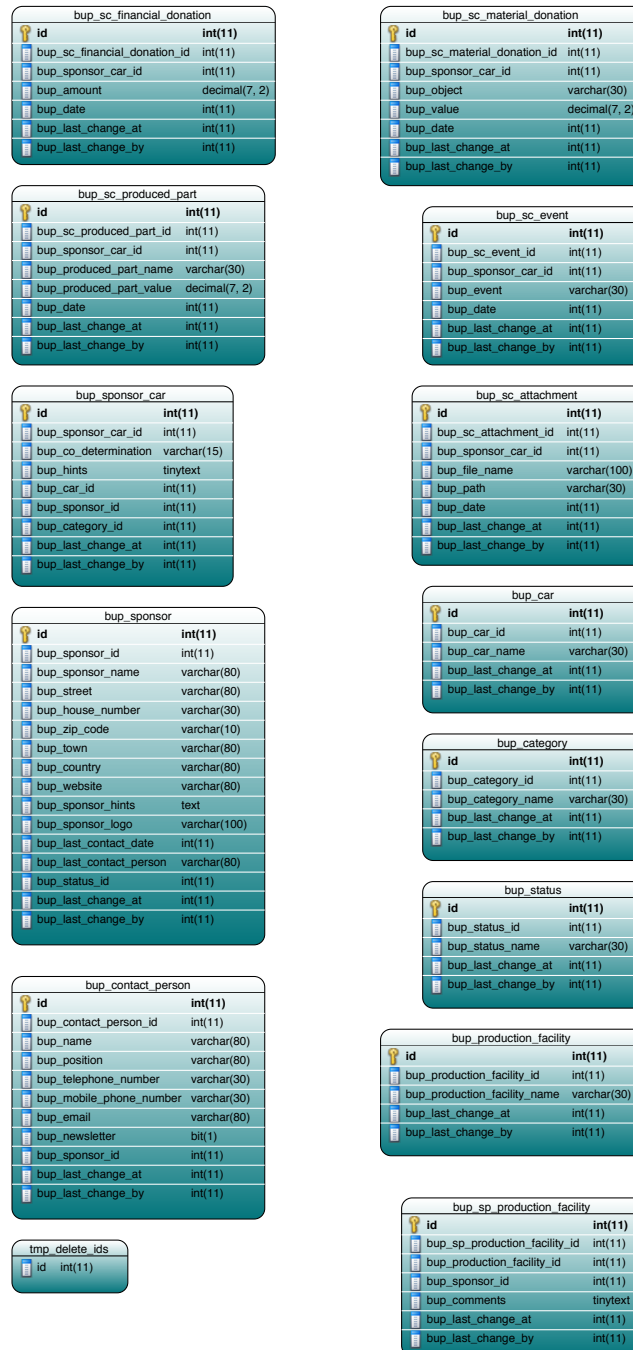 bup_sc_financial_donation
id int(11)
bup_sc_financial_donation_id int(11)
bup_sponsor_car_id int(11)
bup_amount decimal(7, 2)
bup_date int(11)
bup_last_change_at int(11)
bup_last_change_by int(11)
bup_sc_produced_part
id int(11)
bup_sc_produced_part_id int(11)
bup_sponsor_car_id int(11)
bup_produced_part_name varchar(30)
bup_produced_part_value decimal(7, 2)
bup_date int(11)
bup_last_change_at int(11)
bup_last_change_by int(11)
bup_sponsor_car
id int(11)
bup_sponsor_car_id int(11)
bup_co_determination varchar(15)
bup_hints tinytext
bup_car_id int(11)
bup_sponsor_id int(11)
bup_category_id int(11)
bup_last_change_at int(11)
bup_last_change_by int(11)
bup_sponsor
id int(11)
bup_sponsor_id int(11)
bup_sponsor_name varchar(80)
bup_street varchar(80)
bup_house_number varchar(30)
bup_zip_code varchar(10)
bup_town varchar(80)
bup_country varchar(80)
bup_website varchar(80)
bup_sponsor_hints text
bup_sponsor_logo varchar(100)
bup_last_contact_date int(11)
bup_last_contact_person varchar(80)
bup_status_id int(11)
bup_last_change_at int(11)
bup_last_change_by int(11)
bup_contact_person
id int(11)
bup_contact_person_id int(11)
bup_name varchar(80)
bup_position varchar(80)
bup_telephone_number varchar(30)
bup_mobile_phone_number varchar(30)
bup_email varchar(80)
bup_newsletter bit(1)
bup_sponsor_id int(11)
bup_last_change_at int(11)
bup_last_change_by int(11)
tmp_delete_ids
id int(11)
bup_sc_material_donation
id int(11)
bup_sc_material_donation_id int(11)
bup_sponsor_car_id int(11)
bup_object varchar(30)
bup_value decimal(7, 2)
bup_date int(11)
bup_last_change_at int(11)
bup_last_change_by int(11)
bup_sc_event
id int(11)
bup_sc_event_id int(11)
bup_sponsor_car_id int(11)
bup_event varchar(30)
bup_date int(11)
bup_last_change_at int(11)
bup_last_change_by int(11)
bup_sc_attachment
id int(11)
bup_sc_attachment_id int(11)
bup_sponsor_car_id int(11)
bup_file_name varchar(100)
bup_path varchar(30)
bup_date int(11)
bup_last_change_at int(11)
bup_last_change_by int(11)
bup_car
id int(11)
bup_car_id int(11)
bup_car_name varchar(30)
bup_last_change_at int(11)
bup_last_change_by int(11)
bup_category
id int(11)
bup_category_id int(11)
bup_category_name varchar(30)
bup_last_change_at int(11)
bup_last_change_by int(11)
bup_status
id int(11)
bup_status_id int(11)
bup_status_name varchar(30)
bup_last_change_at int(11)
bup_last_change_by int(11)
bup_production_facility
id int(11)
bup_production_facility_id int(11)
bup_production_facility_name varchar(30)
bup_last_change_at int(11)
bup_last_change_by int(11)
bup_sp_production_facility
id int(11)
bup_sp_production_facility_id int(11)
bup_production_facility_id int(11)
bup_sponsor_id int(11)
bup_comments tinytext
bup_last_change_at int(11)
bup_last_change_by int(11)